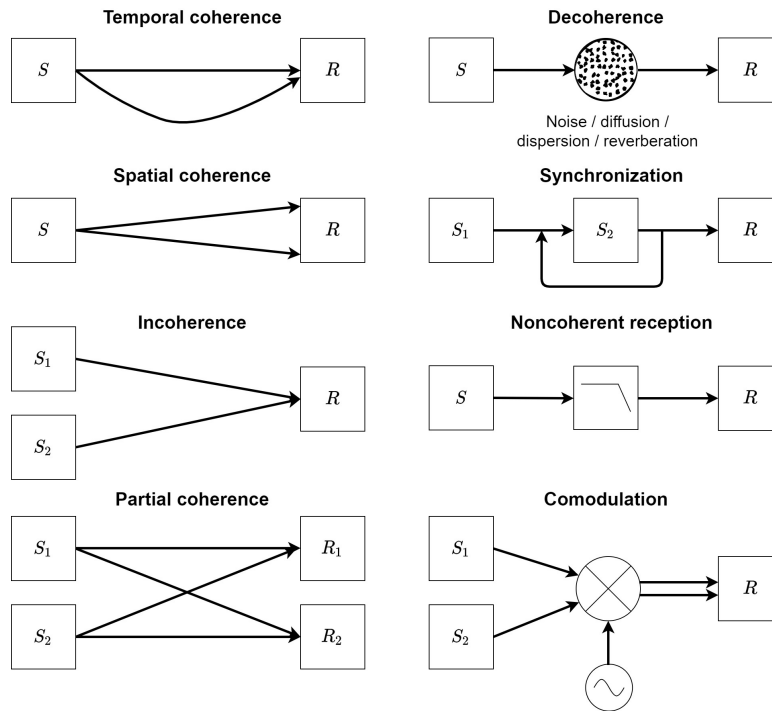 Temporal coherence
S
R
Decoherence
S
R
Noise / diffusion /
dispersion / reverberation
Spatial coherence
S
R
Synchronization
S₁
S₂
R
Incoherence
S₁
S₂
R
Noncoherent reception
S
R
Partial coherence
S₁
R₁
S₂
R₂
Comodulation
S₁
S₂
R